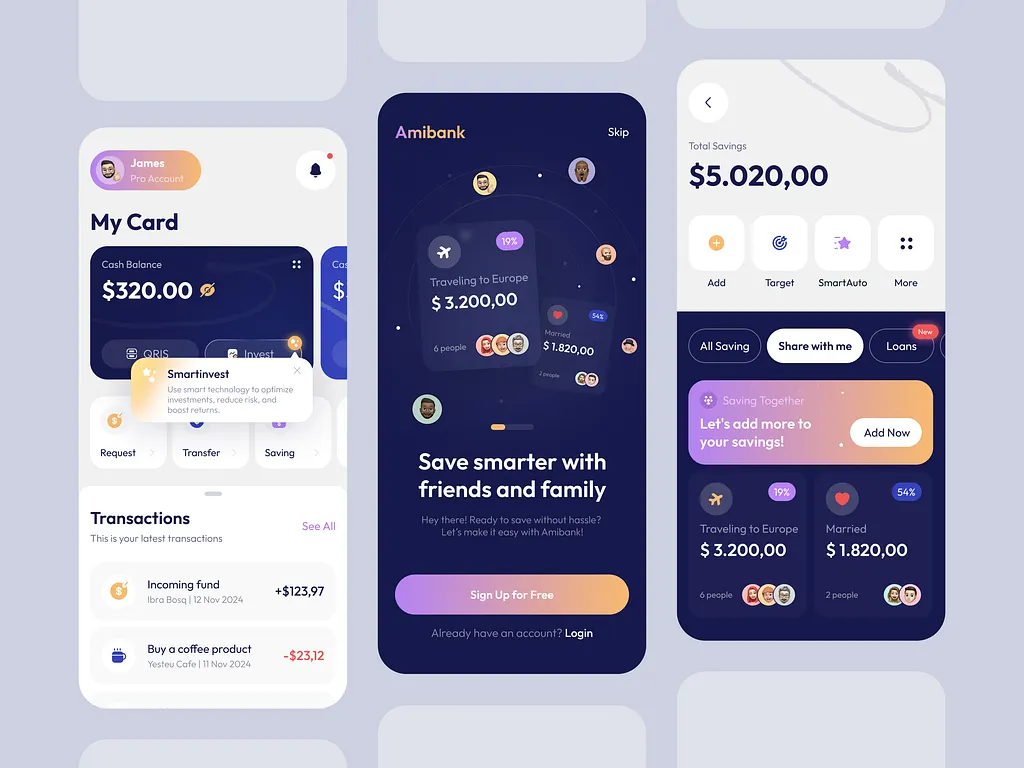 James
Pro Account
My Card
Cash Balance
$320.00
QRIS
Invest
Smartinvest
Use smart technology to optimize
investments, reduce risk, and
boost returns.
Request
Transfer
Saving
Transactions
See All
This is your latest transactions
Incoming fund
Ibra Bosq | 12 Nov 2024
+$123,97
Buy a coffee product
Yesteu Cafe | 11 Nov 2024
-$23,12
Amibank
Skip
19%
Traveling to Europe
$ 3.200,00
6 people
54%
Married
$ 1.820,00
2 people
Save smarter with
friends and family
Hey there! Ready to save without hassle?
Let's make it easy with Amibank!
Sign Up for Free
Already have an account? Login
Total Savings
$5.020,00
Add
Target
SmartAuto
More
New
All Saving
Share with me
Loans
Saving Together
Let's add more to
your savings!
Add Now
19%
Traveling to Europe
$ 3.200,00
6 people
54%
Married
$ 1.820,00
2 people